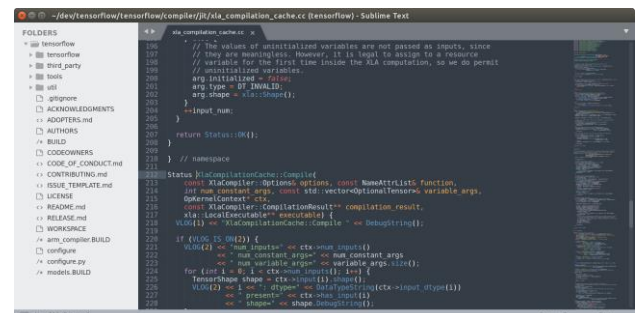 ~/dev/tensorflow/tensorflow/compiler/jit/xla_compilation_cache.cc (tensorflow) - Sublime Text
FOLDERS
tensorflow
tensorflow
third_party
tools
util
.gitignore
ACKNOWLEDGMENTS
ADOPTERS.md
AUTHORS
BUILD
CODEOWNERS
CODE_OF_CONDUCT.md
CONTRIBUTING.md
ISSUE_TEMPLATE.md
LICENSE
README.md
RELEASE.md
WORKSPACE
arm_compiler.BUILD
configure
configure.py
models.BUILD
xla_compilation_cache.cc
196 // The values of uninitialized variables are not passed as inputs, since
197 // they are meaningless. However, it is legal to assign to a resource
198 // variable for the first time inside the XLA computation, so we do permit
199 // uninitialized variables.
200 arg.initialized = false;
201 arg.type = DT_INVALID;
202 arg.shape = xla::Shape();
203 }
204 ++input_num;
205 }
206
207 return Status::OK();
208 }
209
210 } // namespace
211
212 Status XlaCompilationCache::Compile(
213 const XlaCompiler::Options& options, const NameAttrList& function,
214 int num_constant_args, const std::vector<OptionalTensor>& variable_args,
215 OpKernelContext* ctx,
216 const XlaCompiler::CompilationResult** compilation_result,
217 xla::LocalExecutable** executable) {
218 VLOG(1) << "XlaCompilationCache::Compile " << DebugString();
219
220 if (VLOG_IS_ON(2)) {
221 VLOG(2) << "num_inputs=" << ctx->num_inputs()
222 << " num_constant_args=" << num_constant_args
223 << " num_variable_args=" << variable_args.size();
224 for (int i = 0; i < ctx->num_inputs(); i++) {
225 TensorShape shape = ctx->input(i).shape();
226 VLOG(2) << i << ": dtype=" << DataTypeString(ctx->input_dtype(i))
227 << " present=" << ctx->has_input(i)
228 << " shape=" << shape.DebugString();